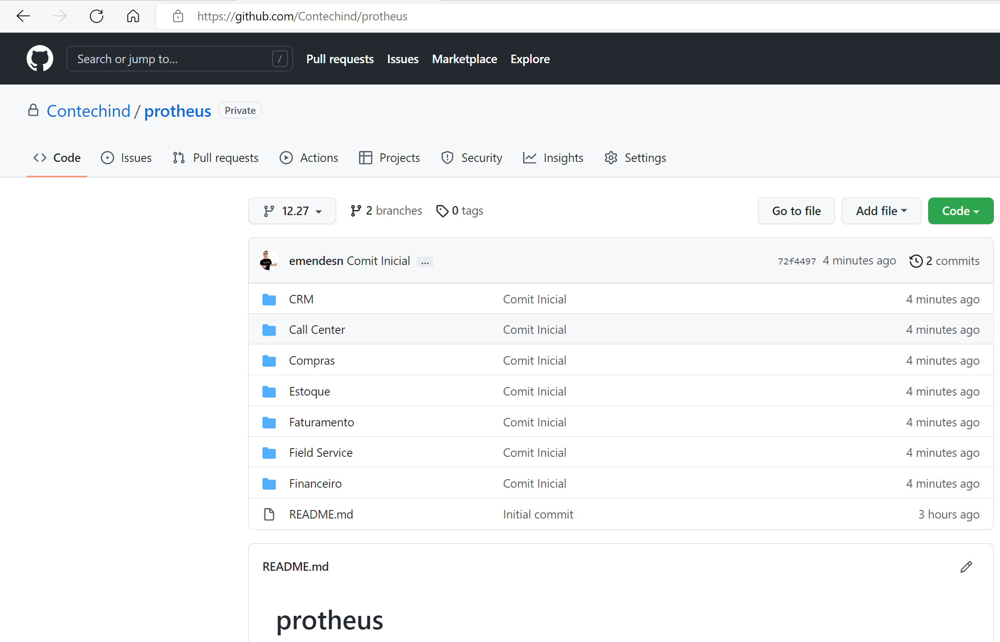 https://github.com/Contechind/protheus
Search or jump to... / Pull requests Issues Marketplace Explore
Contechind / protheus Private
Code Issues Pull requests Actions Projects Security Insights Settings
12.27 2 branches 0 tags Go to file Add file Code
emendesn Comit Inicial ... 72f4497 4 minutes ago 2 commits
CRM Comit Inicial 4 minutes ago
Call Center Comit Inicial 4 minutes ago
Compras Comit Inicial 4 minutes ago
Estoque Comit Inicial 4 minutes ago
Faturamento Comit Inicial 4 minutes ago
Field Service Comit Inicial 4 minutes ago
Financeiro Comit Inicial 4 minutes ago
README.md Initial commit 3 hours ago
README.md
protheus